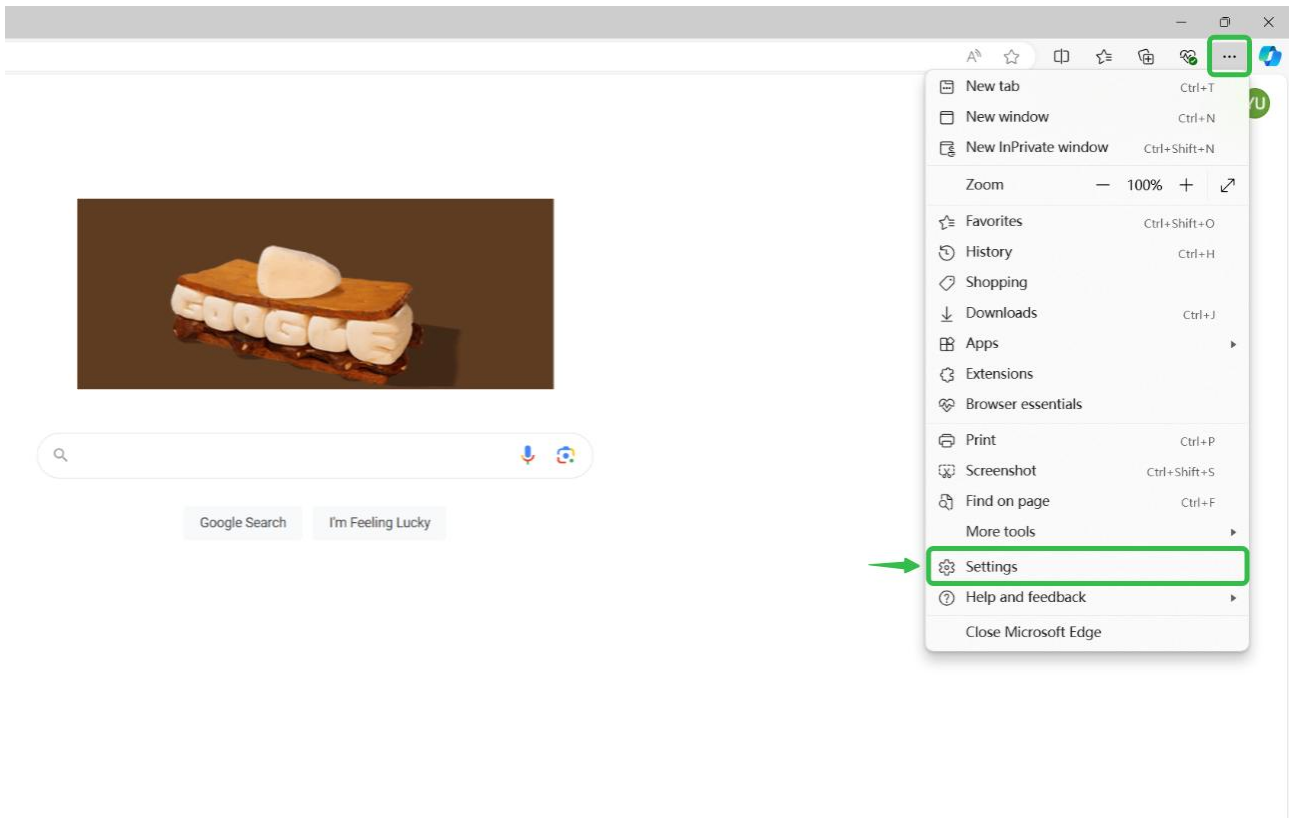 A
...
YU
New tab Ctrl+T
New window Ctrl+N
New InPrivate window Ctrl+Shift+N
Zoom — 100% +
Favorites Ctrl+Shift+O
History Ctrl+H
Shopping
Downloads Ctrl+J
Apps
Extensions
Browser essentials
Print Ctrl+P
Screenshot Ctrl+Shift+S
Find on page Ctrl+F
More tools
Settings
Help and feedback
Close Microsoft Edge
GOOGLE
Google Search I'm Feeling Lucky